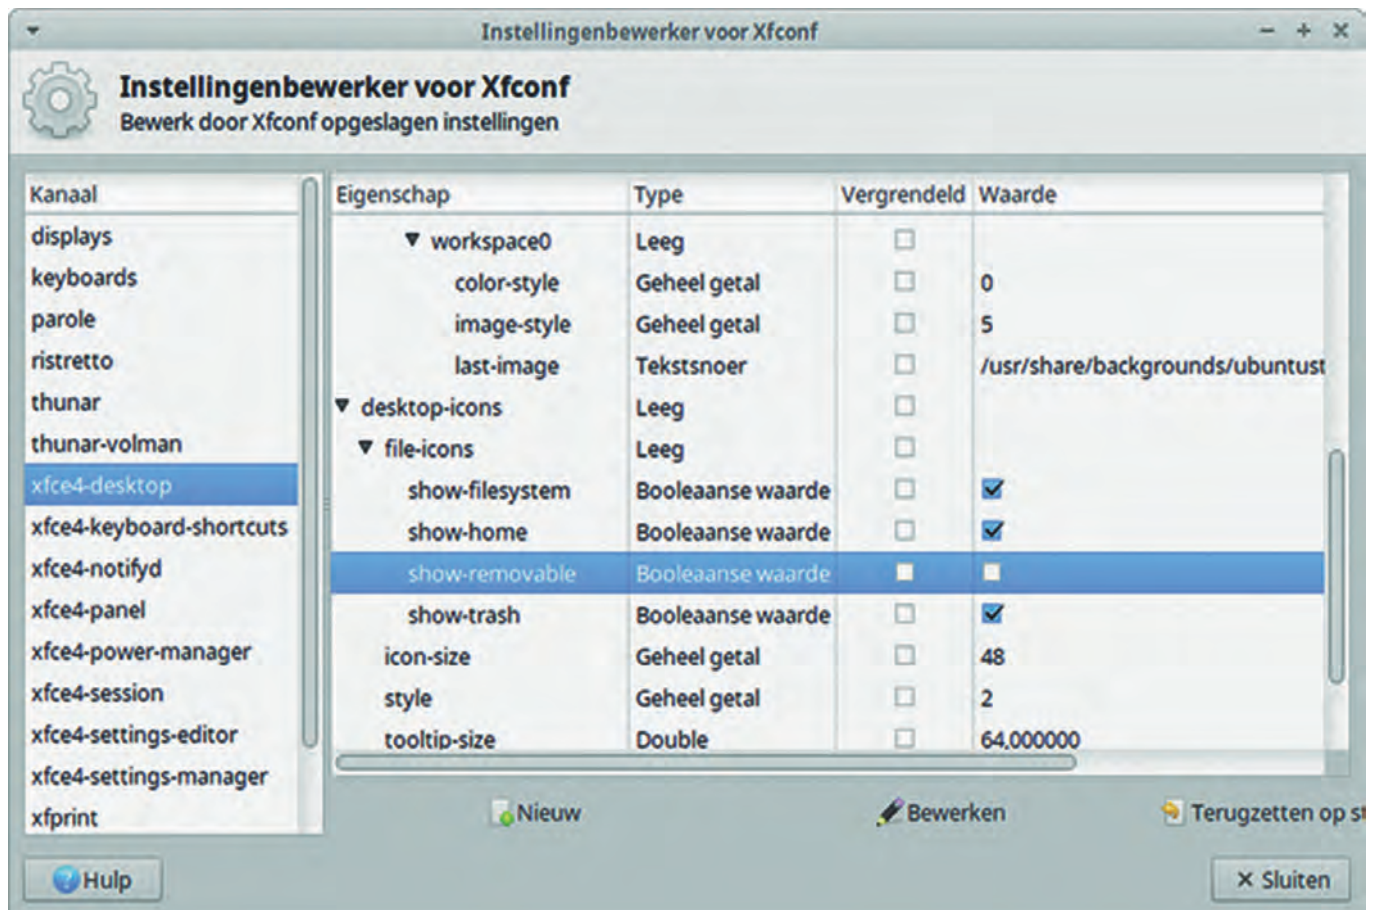 Instellingenbewerker voor Xfconf
Instellingenbewerker voor Xfconf
Bewerk door Xfconf opgeslagen instellingen
Kanaal
displays
keyboards
parole
ristretto
thunar
thunar-volman
xfce4-desktop
xfce4-keyboard-shortcuts
xfce4-notifyd
xfce4-panel
xfce4-power-manager
xfce4-session
xfce4-settings-editor
xfce4-settings-manager
xfprint
Eigenschap Type Vergrendeld Waarde
workspace0 Leeg
color-style Geheel getal 0
image-style Geheel getal 5
last-image Tekstsnoer /usr/share/backgrounds/ubuntust
desktop-icons Leeg
file-icons Leeg
show-filesystem Booleaanse waarde
show-home Booleaanse waarde
show-removable Booleaanse waarde
show-trash Booleaanse waarde
icon-size Geheel getal 48
style Geheel getal 2
tooltip-size Double 64,000000
Nieuw Bewerken Terugzetten op st
Hulp Sluiten